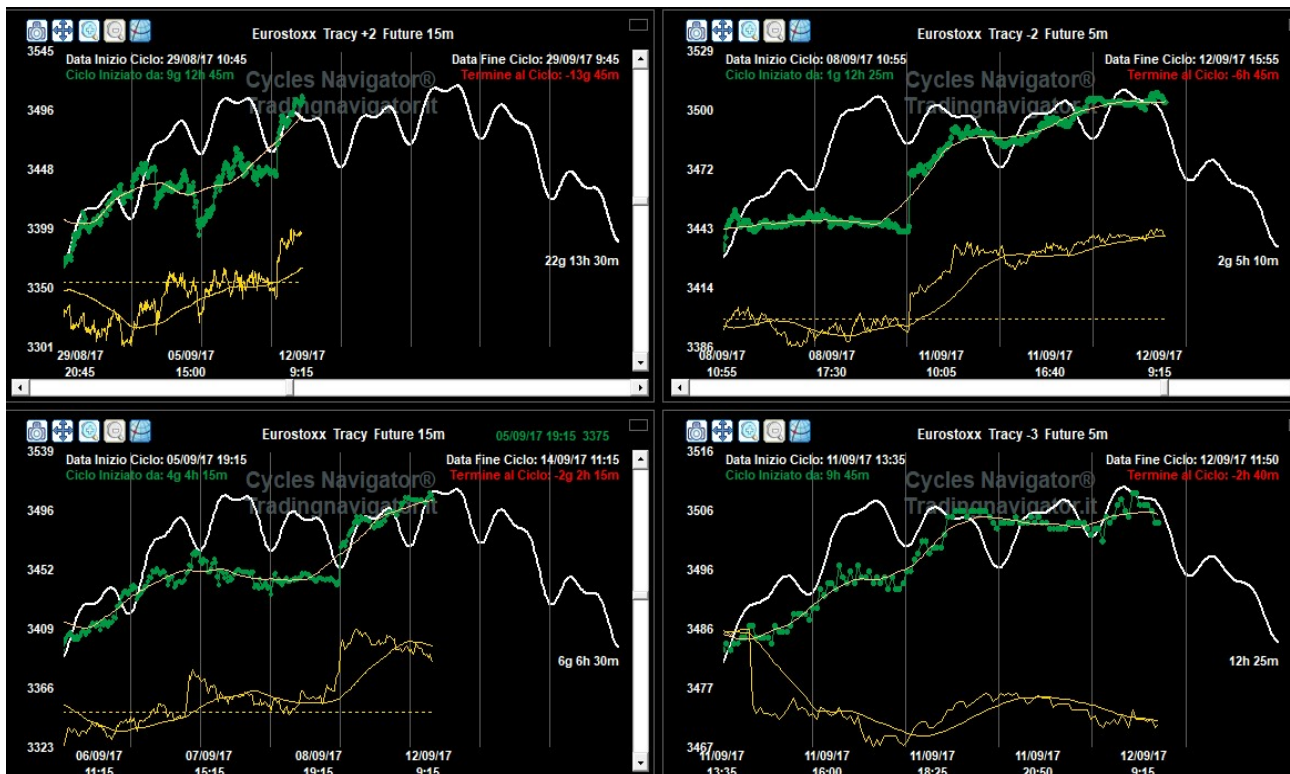 Eurostoxx Tracy +2 Future 15m
3545
Data Inizio Ciclo: 29/08/17 10:45
Data Fine Ciclo: 29/09/17 9:45
Ciclo Iniziato da: 9g 12h 45m
Termine al Ciclo: -13g 45m
Cycles Navigator®
Tradingnavigator.it
3496
3448
3399
22g 13h 30m
3350
3301
29/08/17 05/09/17 12/09/17
20:45 15:00 9:15
Eurostoxx Tracy -2 Future 5m
3529
Data Inizio Ciclo: 08/09/17 10:55
Data Fine Ciclo: 12/09/17 15:55
Ciclo Iniziato da: 1g 12h 25m
Termine al Ciclo: -6h 45m
Cycles Navigator®
Tradingnavigator.it
3500
3472
3443
2g 5h 10m
3414
3386
08/09/17 08/09/17 11/09/17 11/09/17 12/09/17
10:55 17:30 10:05 16:40 9:15
Eurostoxx Tracy Future 15m
05/09/17 19:15 3375
3539
Data Inizio Ciclo: 05/09/17 19:15
Data Fine Ciclo: 14/09/17 11:15
Ciclo Iniziato da: 4g 4h 15m
Termine al Ciclo: -2g 2h 15m
Cycles Navigator®
Tradingnavigator.it
3496
3452
3409
6g 6h 30m
3366
3323
06/09/17 07/09/17 08/09/17 12/09/17
11:15 15:15 19:15 9:15
Eurostoxx Tracy -3 Future 5m
3516
Data Inizio Ciclo: 11/09/17 13:35
Data Fine Ciclo: 12/09/17 11:50
Ciclo Iniziato da: 9h 45m
Termine al Ciclo: -2h 40m
Cycles Navigator®
Tradingnavigator.it
3506
3496
3486
12h 25m
3477
3467
11/09/17 11/09/17 11/09/17 11/09/17 12/09/17
13:35 16:00 18:25 20:50 9:15